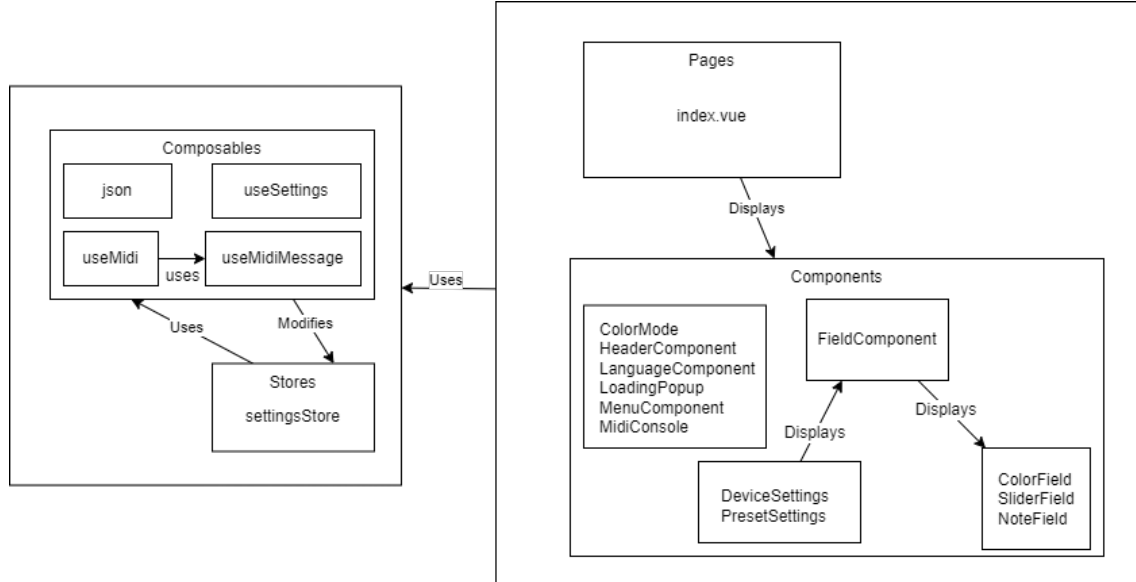 Pages
index.vue
Displays
Composables
json
useSettings
useMidi
uses
useMidiMessage
Uses
Modifies
Stores
settingsStore
Uses
Components
ColorMode
HeaderComponent
LanguageComponent
LoadingPopup
MenuComponent
MidiConsole
FieldComponent
Displays
Displays
DeviceSettings
PresetSettings
ColorField
SliderField
NoteField